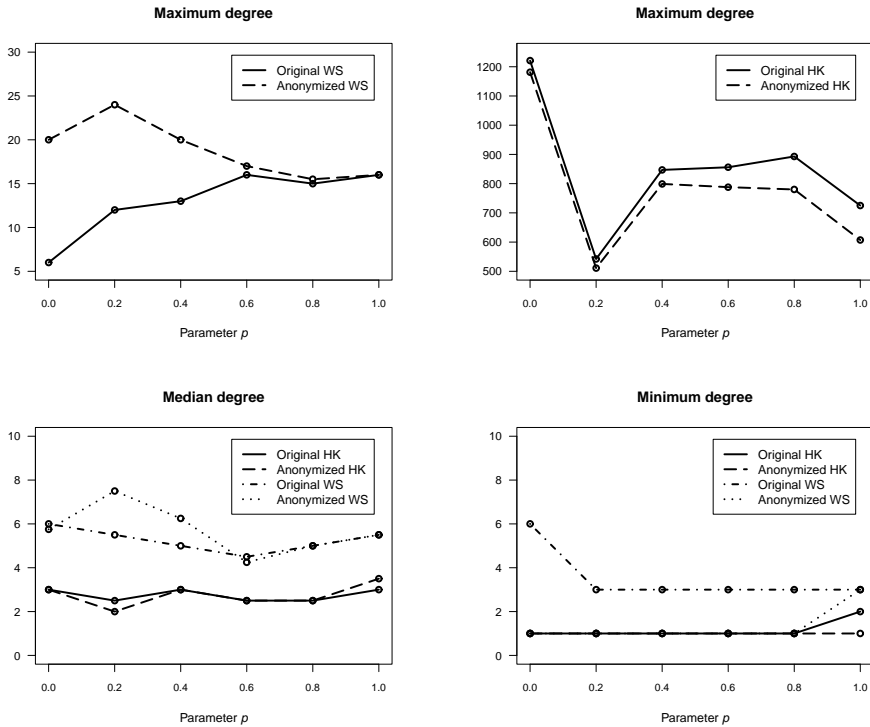 Maximum degree
30
25
20
15
10
5
Original WS
Anonymized WS
0.0 0.2 0.4 0.6 0.8 1.0
Parameter p
Maximum degree
1200
1100
1000
900
800
700
600
500
Original HK
Anonymized HK
0.0 0.2 0.4 0.6 0.8 1.0
Parameter p
Median degree
10
8
6
4
2
0
Original HK
Anonymized HK
Original WS
Anonymized WS
0.0 0.2 0.4 0.6 0.8 1.0
Parameter p
Minimum degree
10
8
6
4
2
0
Original HK
Anonymized HK
Original WS
Anonymized WS
0.0 0.2 0.4 0.6 0.8 1.0
Parameter p